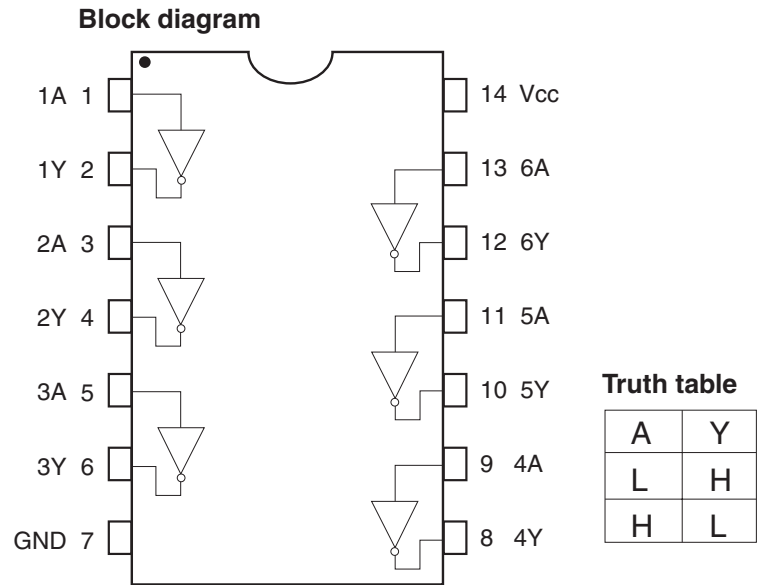 Block diagram
1A 1
1Y 2
2A 3
2Y 4
3A 5
3Y 6
GND 7
14 Vcc
13 6A
12 6Y
11 5A
10 5Y
9 4A
8 4Y
Truth table
A Y
L H
H L